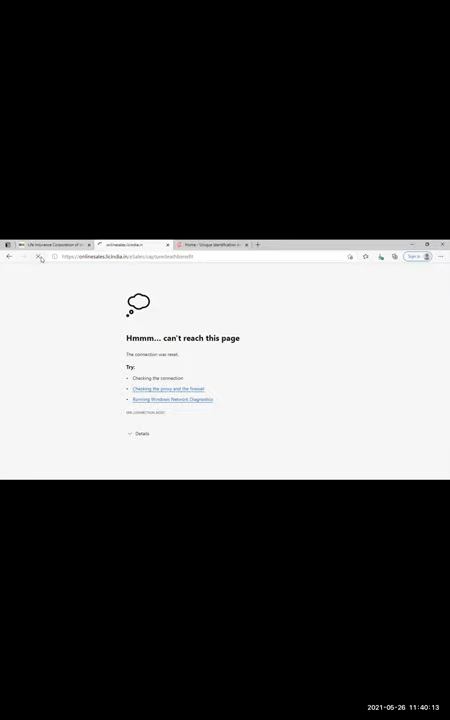 Life Insurance Corporation of In
onlinesales.licindia.in
Home - Unique Identification A
https://onlinesales.licindia.in/eSales/capturedeathbenefit
Sign in
Hmmm... can't reach this page
The connection was reset.
Try:
• Checking the connection
• Checking the proxy and the firewall
• Running Windows Network Diagnostics
ERR_CONNECTION_RESET
Details
2021-05-26 11:40:13